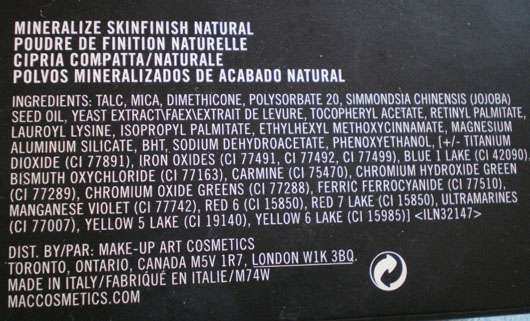 MINERALIZE SKINFINISH NATURAL
POUDRE DE FINITION NATURELLE
CIPRIA COMPATTA/NATURALE
POLVOS MINERALIZADOS DE ACABADO NATURAL
INGREDIENTS: TALC, MICA, DIMETHICONE, POLYSORBATE 20, SIMMONDSIA CHINENSIS (JOJOBA)
SEED OIL, YEAST EXTRACT\FAEX\EXTRAIT DE LEVURE, TOCOPHERYL ACETATE, RETINYL PALMITATE,
LAUROYL LYSINE, ISOPROPYL PALMITATE, ETHYLHEXYL METHOXYCINNAMATE, MAGNESIUM
ALUMINUM SILICATE, BHT, SODIUM DEHYDROACETATE, PHENOXYETHANOL, [+/- TITANIUM
DIOXIDE (CI 77891), IRON OXIDES (CI 77491, CI 77492, CI 77499), BLUE 1 LAKE (CI 42090),
BISMUTH OXYCHLORIDE (CI 77163), CARMINE (CI 75470), CHROMIUM HYDROXIDE GREEN
(CI 77289), CHROMIUM OXIDE GREENS (CI 77288), FERRIC FERROCYANIDE (CI 77510),
MANGANESE VIOLET (CI 77742), RED 6 (CI 15850), RED 7 LAKE (CI 15850), ULTRAMARINES
(CI 77007), YELLOW 5 LAKE (CI 19140), YELLOW 6 LAKE (CI 15985)] <ILN32147>
DIST. BY/PAR: MAKE-UP ART COSMETICS
TORONTO, ONTARIO, CANADA M5V 1R7, LONDON W1K 3BQ.
MADE IN ITALY/FABRIQUÉ EN ITALIE/M74W
MACCOSMETICS.COM